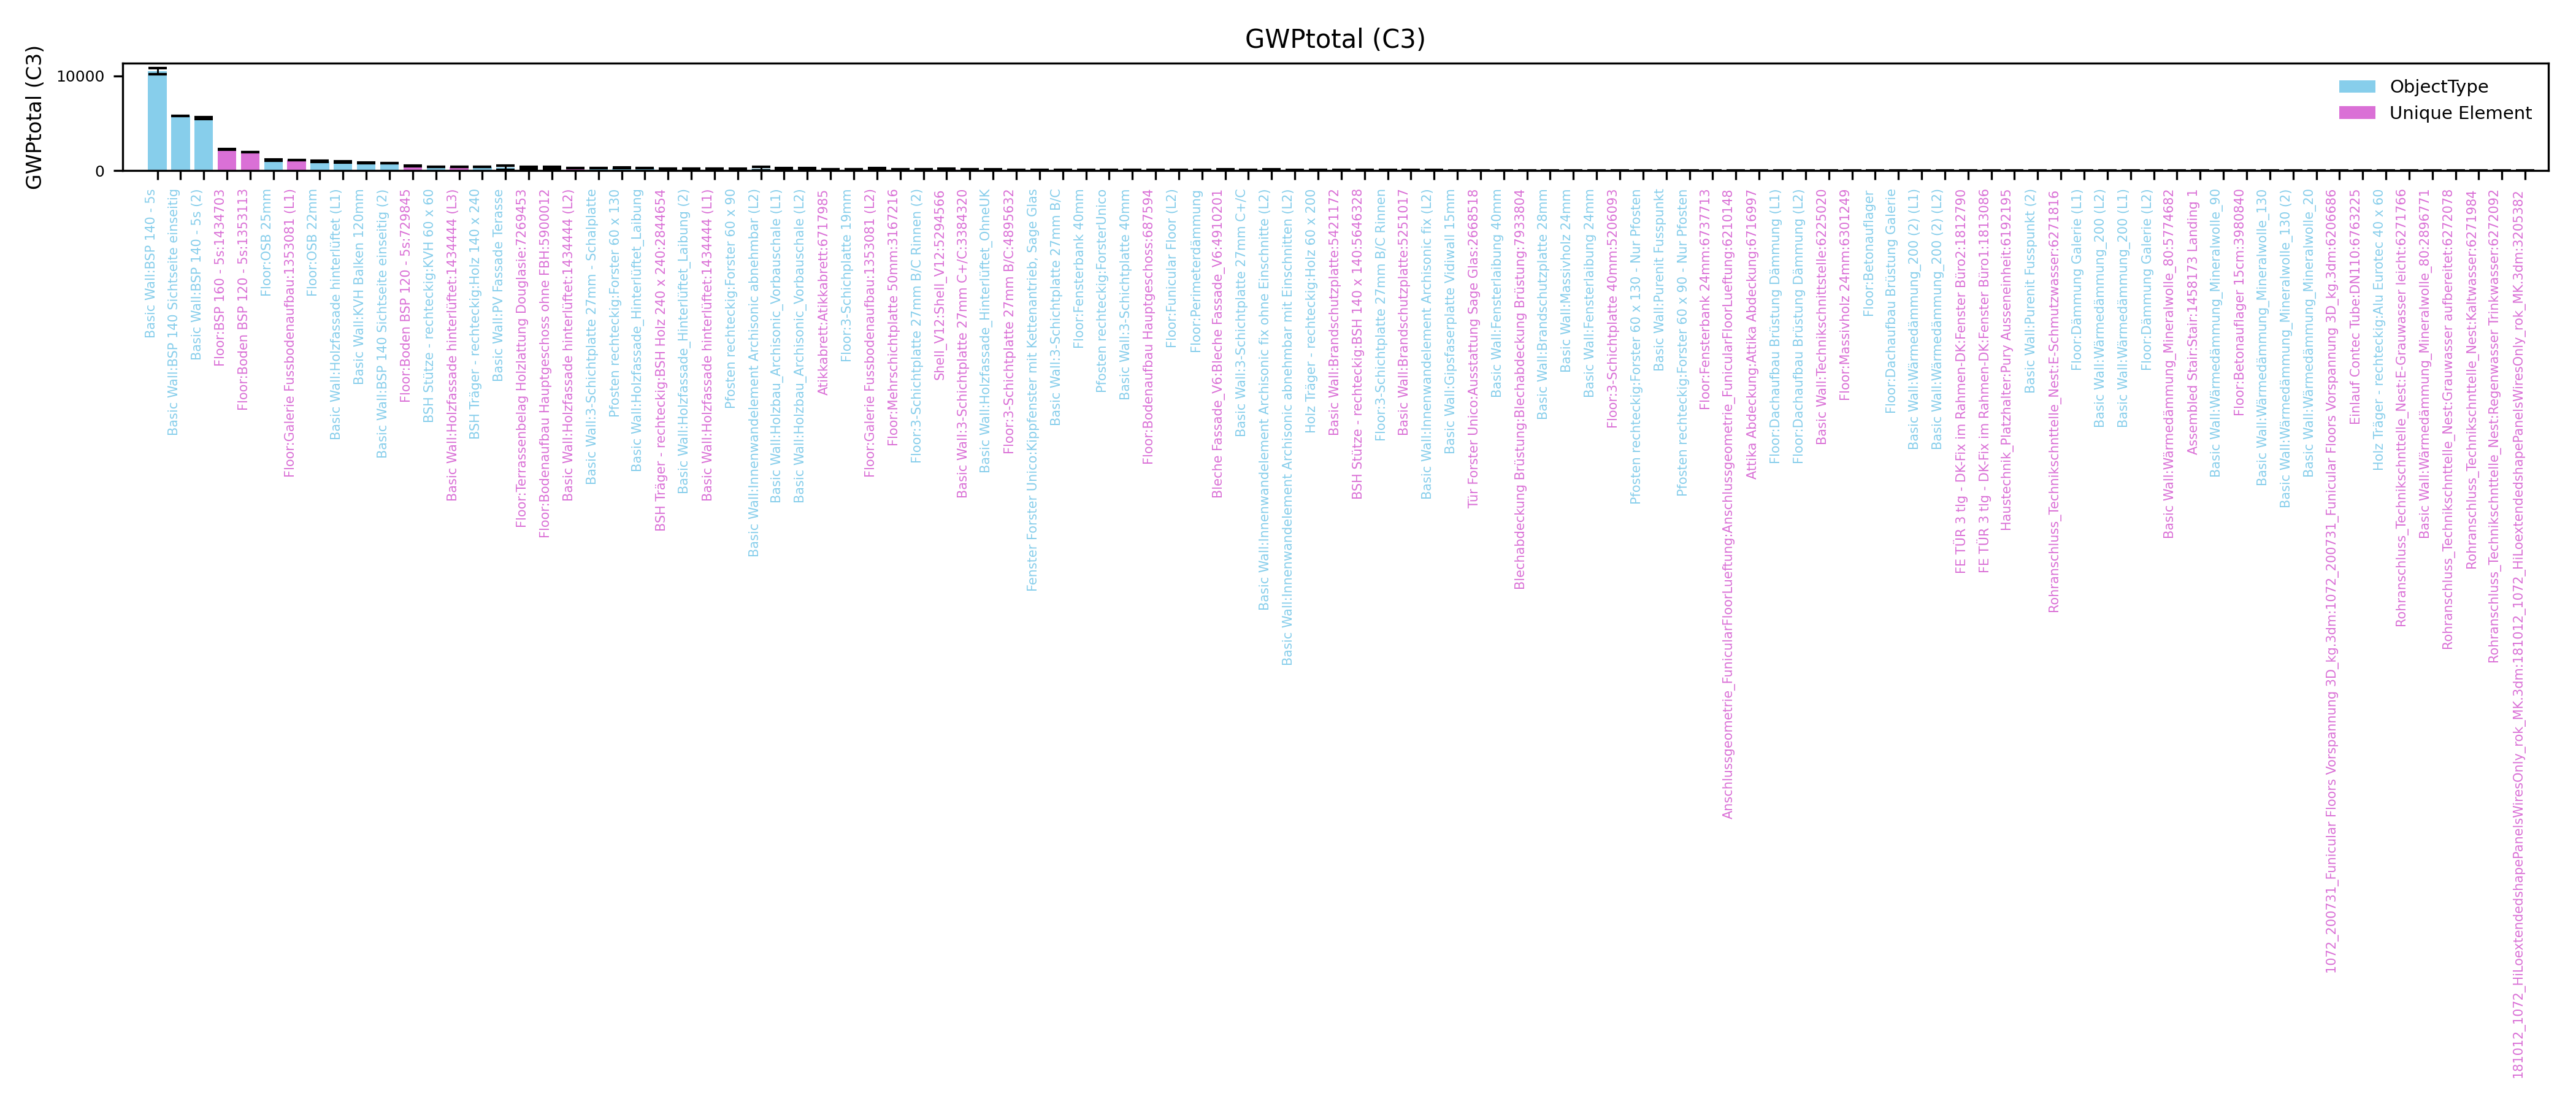 GWPtotal (C3)
GWPtotal (C3)
10000
0
ObjectType
Unique Element
Basic Wall:BSP 140 - 5s
Basic Wall:BSP 140 Sichtseite einseitig
Basic Wall:BSP 140 - 5s (2)
Floor:BSP 160 - 5s:1434703
Floor:Boden BSP 120 - 5s:1353113
Floor:OSB 25mm
Floor:Galerie Fussbodenaufbau:1353081 (L1)
Floor:OSB 22mm
Basic Wall:Holzfassade hinterlüftet (L1)
Basic Wall:KVH Balken 120mm
Basic Wall:BSP 140 Sichtseite einseitig (2)
Floor:Boden BSP 120 - 5s:729845
BSH Stütze - rechteckig:KVH 60 x 60
Basic Wall:Holzfassade hinterlüftet:1434444 (L3)
BSH Träger - rechteckig:Holz 140 x 240
Basic Wall:PV Fassade Terasse
Floor:Terrassenbelag Holzlattung Douglasie:7269453
Floor:Bodenaufbau Hauptgeschoss ohne FBH:5900012
Basic Wall:Holzfassade hinterlüftet:1434444 (L2)
Basic Wall:3-Schichtplatte 27mm - Schalplatte
Pfosten rechteckig:Forster 60 x 130
Basic Wall:Holzfassade_Hinterlüftet_Laibung
BSH Träger - rechteckig:BSH Holz 240 x 240:2844654
Basic Wall:Holzfassade_Hinterlüftet_Laibung (2)
Basic Wall:Holzfassade hinterlüftet:1434444 (L1)
Pfosten rechteckig:Forster 60 x 90
Basic Wall:Innenwandelement Archisonic abnehmbar (L2)
Basic Wall:Holzbau_Archisonic_Vorbauschale (L1)
Basic Wall:Holzbau_Archisonic_Vorbauschale (L2)
Atikkabrett:Atikkabrett:6717985
Floor:3-Schichplatte 19mm
Floor:Galerie Fussbodenaufbau:1353081 (L2)
Floor:Mehrschichtplatte 50mm:3167216
Floor:3-Schichtplatte 27mm B/C Rinnen (2)
Shell_V12:Shell_V12:5294566
Basic Wall:3-Schichtplatte 27mm C+/C:3384320
Basic Wall:Holzfassade_Hinterlüftet_OhneUK
Floor:3-Schichtplatte 27mm B/C:4895632
Fenster Forster Unico:Kippfenster mit Kettenantrieb, Sage Glas
Basic Wall:3-Schichtplatte 27mm B/C
Floor:Fensterbank 40mm
Pfosten rechteckig:ForsterUnico
Basic Wall:3-Schichtplatte 40mm
Floor:Bodenaufbau Hauptgeschoss:687594
Floor:Funicular Floor (L2)
Floor:Perimeterdämmung
Bleche Fassade_V6:Bleche Fassade_V6:4910201
Basic Wall:3-Schichtplatte 27mm C+/C
Basic Wall:Innenwandelement Archisonic fix ohne Einschnitte (L2)
Basic Wall:Innenwandelement Archisonic abnehmbar mit Einschnitten (L2)
Holz Träger - rechteckig:Holz 60 x 200
Basic Wall:Brandschutzplatte:5421172
BSH Stütze - rechteckig:BSH 140 x 140:5646328
Floor:3-Schichtplatte 27mm B/C Rinnen
Basic Wall:Brandschutzplatte:5251017
Basic Wall:Innenwandelement Archisonic fix (L2)
Basic Wall:Gipsfaserplatte Vidiwall 15mm
Tür Forster Unico:Ausstattung Sage Glas:2668518
Basic Wall:Fensterlaibung 40mm
Blechabdeckung Brüstung:Blechabdeckung Brüstung:7933804
Basic Wall:Brandschutzplatte 28mm
Basic Wall:Massivholz 24mm
Basic Wall:Fensterlaibung 24mm
Floor:3-Schichtplatte 40mm:5206093
Pfosten rechteckig:Forster 60 x 130 - Nur Pfosten
Basic Wall:Purenit Fusspunkt
Pfosten rechteckig:Forster 60 x 90 - Nur Pfosten
Floor:Fensterbank 24mm:6737713
Anschlussgeometrie_FunicularFloorLueftung:Anschlussgeometrie_FunicularFloorLueftung:6210148
Attika Abdeckung:Attika Abdeckung:6716997
Floor:Dachaufbau Brüstung Dämmung (L1)
Floor:Dachaufbau Brüstung Dämmung (L2)
Basic Wall:Technikschnittstelle:6225020
Floor:Massivholz 24mm:6301249
Floor:Betonauflager
Floor:Dachaufbau Brüstung Galerie
Basic Wall:Wärmedämmung_200 (2) (L1)
Basic Wall:Wärmedämmung_200 (2) (L2)
FE TÜR 3 tlg - DK-Fix im Rahmen-DK:Fenster Büro2:1812790
FE TÜR 3 tlg - DK-Fix im Rahmen-DK:Fenster Büro1:1813086
Haustechnik_Platzhalter:Pury Ausseneinheit:6192195
Basic Wall:Purenit Fusspunkt (2)
Rohranschluss_Technikschnttelle_Nest:E-Schmutzwasser:6271816
Floor:Dämmung Galerie (L1)
Basic Wall:Wärmedämmung_200 (L2)
Basic Wall:Wärmedämmung_200 (L1)
Floor:Dämmung Galerie (L2)
Basic Wall:Wärmedämmung_Mineralwolle_80:5774682
Assembled Stair:Stair:1458173 Landing 1
Basic Wall:Wärmedämmung_Mineralwolle_90
Floor:Betonauflager 15cm:3980840
Basic Wall:Wärmedämmung_Mineralwolle_130
Basic Wall:Wärmedämmung_Mineralwolle_130 (2)
Basic Wall:Wärmedämmung_Mineralwolle_20
1072_200731_Funicular Floors Vorspannung 3D_kg.3dm:1072_200731_Funicular Floors Vorspannung 3D_kg.3dm:6206686
Einlauf Contec Tube:DN110:6763225
Holz Träger - rechteckig:Alu Eurotec 40 x 60
Rohranschluss_Technikschnttelle_Nest:E-Grauwasser leicht:6271766
Basic Wall:Wärmedämmung_Mineralwolle_80:2896771
Rohranschluss_Technikschnttelle_Nest:Grauwasser aufbereitet:6272078
Rohranschluss_Technikschnttelle_Nest:Kaltwasser:6271984
Rohranschluss_Technikschnttelle_Nest:Regenwasser Trinkwasser:6272092
181012_1072_HiLoextendedshapePanelsWiresOnly_rok_MK.3dm:181012_1072_HiLoextendedshapePanelsWiresOnly_rok_MK.3dm:3205382